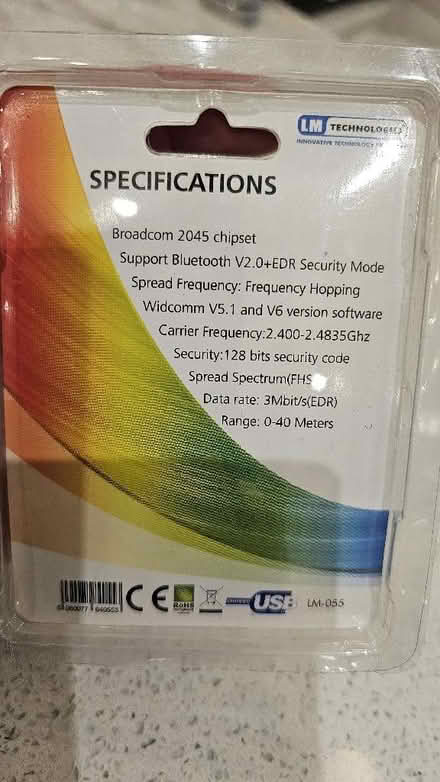 LM TECHNOLOGIES
INNOVATIVE TECHNOLOGY
SPECIFICATIONS
Broadcom 2045 chipset
Support Bluetooth V2.0+EDR Security Mode
Spread Frequency: Frequency Hopping
Widcomm V5.1 and V6 version software
Carrier Frequency:2.400-2.4835Ghz
Security:128 bits security code
Spread Spectrum(FHS
Data rate: 3Mbit/s(EDR)
Range: 0-40 Meters
CE
RoHS
CERTIFIED
USB
LM-055